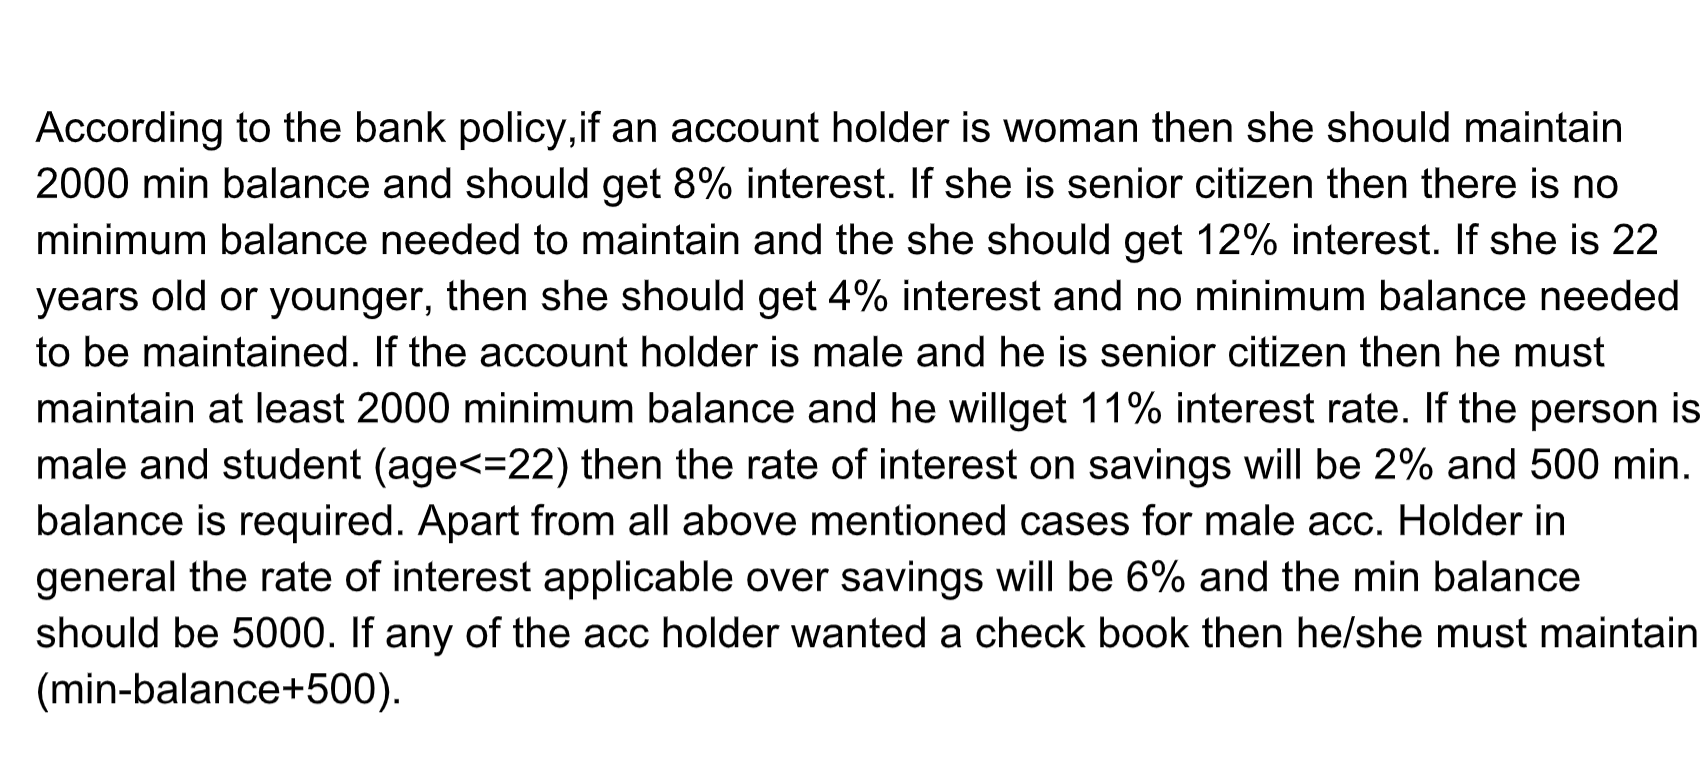 According to the bank policy,if an account holder is woman then she should maintain
2000 min balance and should get 8% interest. If she is senior citizen then there is no
minimum balance needed to maintain and the she should get 12% interest. If she is 22
years old or younger, then she should get 4% interest and no minimum balance needed
to be maintained. If the account holder is male and he is senior citizen then he must
maintain at least 2000 minimum balance and he willget 11% interest rate. If the person is
male and student (age<=22) then the rate of interest on savings will be 2% and 500 min.
balance is required. Apart from all above mentioned cases for male acc. Holder in
general the rate of interest applicable over savings will be 6% and the min balance
should be 5000. If any of the acc holder wanted a check book then he/she must maintain
(min-balance+500).